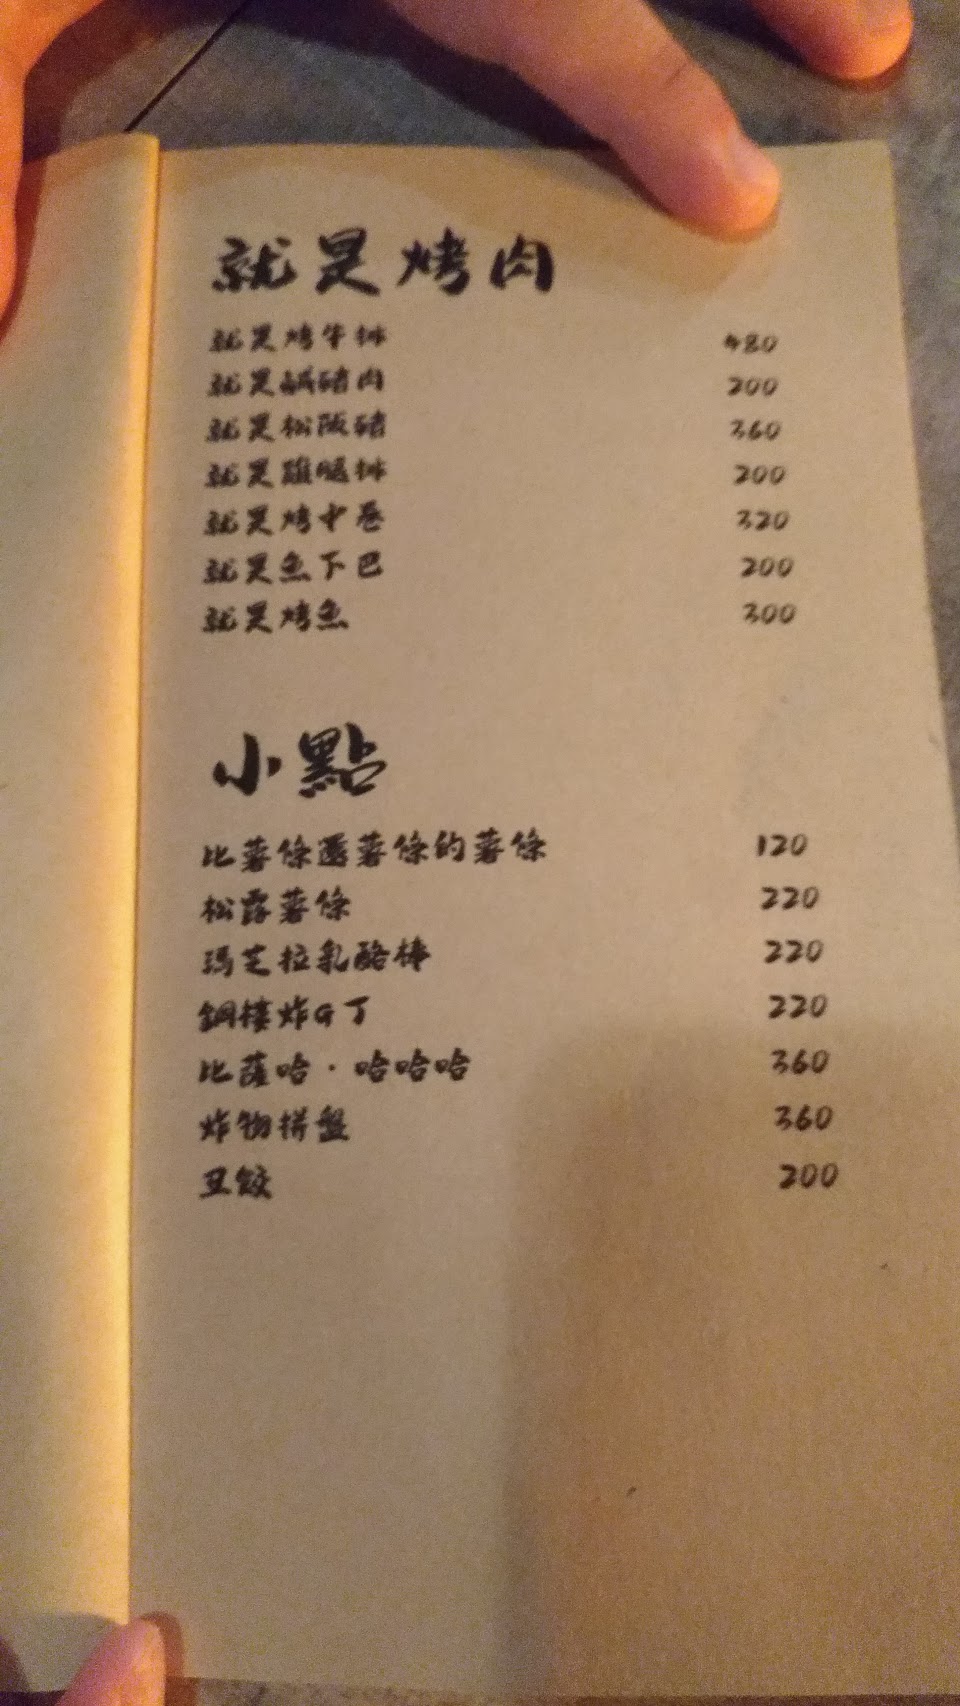 就是烤肉
就是烤牛排 480
就是鹹豬肉 200
就是松阪豬 360
就是雞腿排 200
就是烤中卷 320
就是魚下巴 200
就是烤魚 300
小點
比薯條還薯條的薯條 120
松露薯條 220
瑪芝拉乳酪棒 220
鋼樓炸G丁 220
比薩哈·哈哈哈 360
炸物拼盤 360
旦餃 200